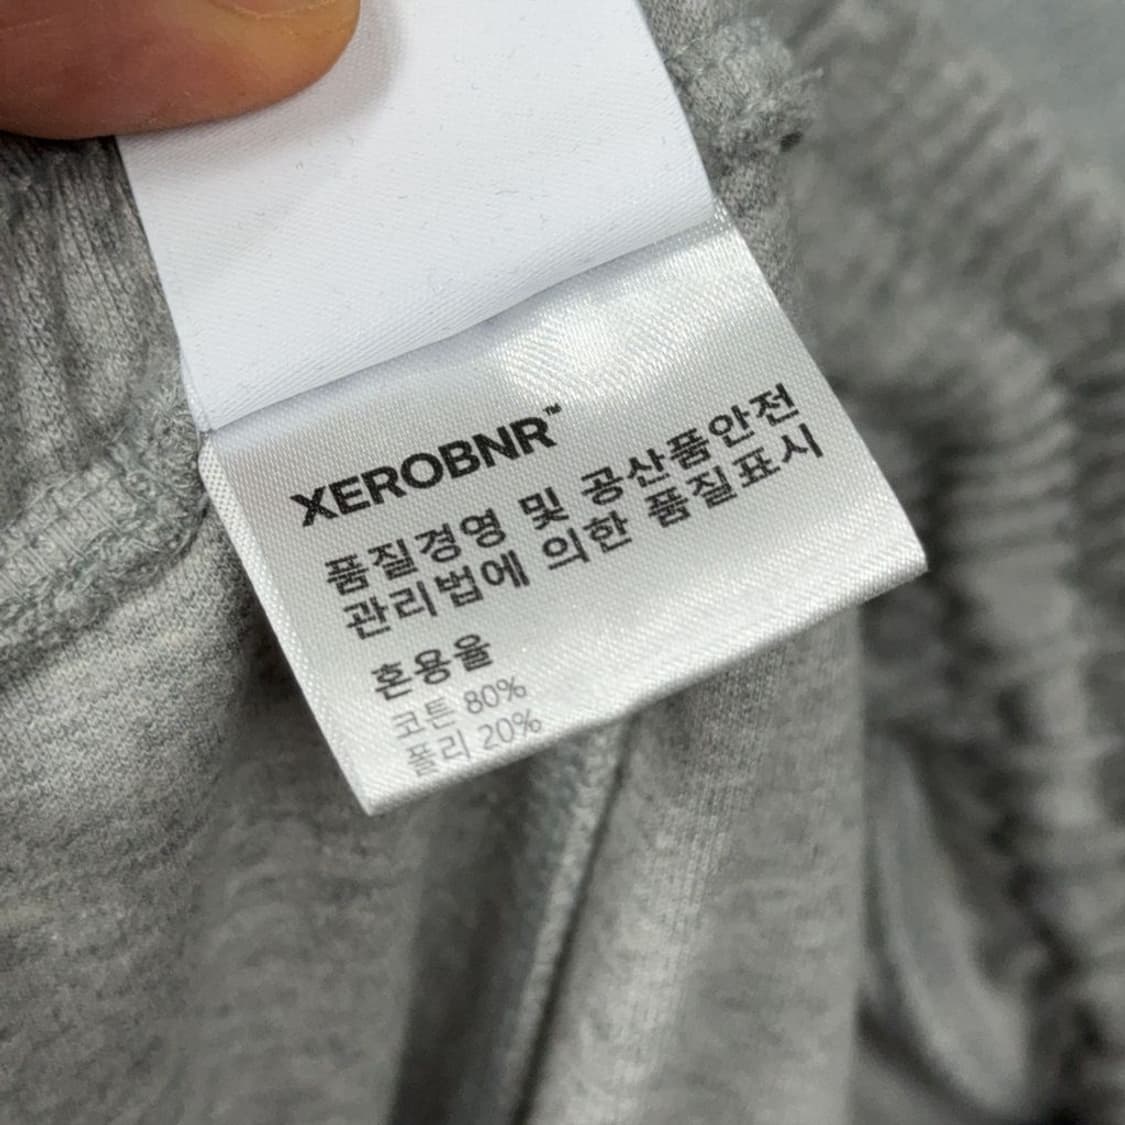 XEROBNR™
품질경영 및 공산품안전
관리법에 의한 품질표시
혼용율
코튼 80%
폴리 20%